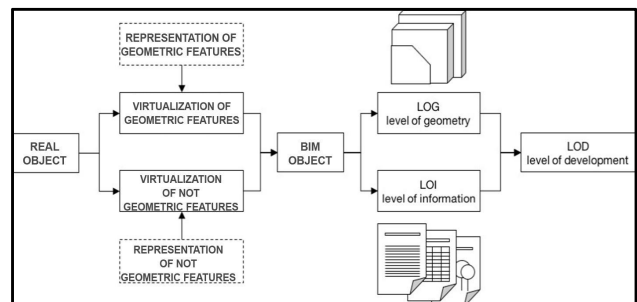 REPRESENTATION OF
GEOMETRIC FEATURES
VIRTUALIZATION OF
GEOMETRIC FEATURES
LOG
level of geometry
REAL
OBJECT
BIM
OBJECT
LOD
level of development
VIRTUALIZATION
OF NOT
GEOMETRIC FEATURES
LOI
level of information
REPRESENTATION
OF NOT
GEOMETRIC FEATURES